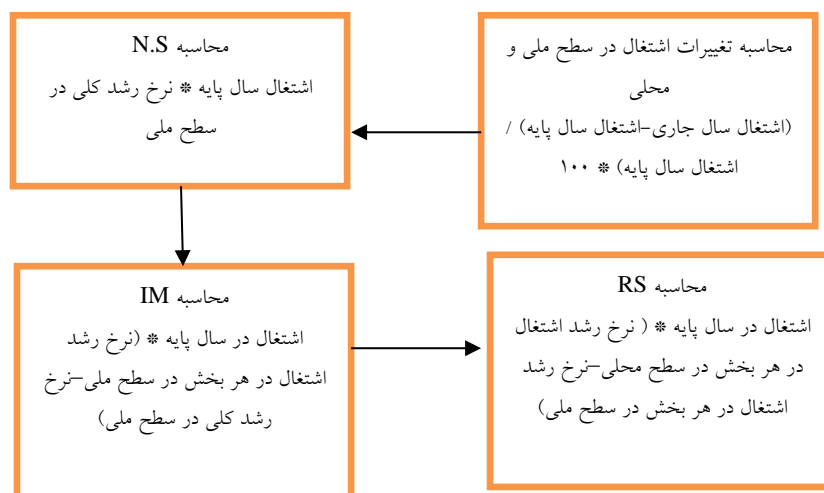 محاسبه تغییرات اشتغال در سطح ملی و
محلی
(اشتغال سال جاری–اشتغال سال پایه) /
اشتغال سال پایه) * ۱۰۰
محاسبه N.S
اشتغال سال پایه * نرخ رشد کلی در
سطح ملی
محاسبه IM
اشتغال در سال پایه * (نرخ رشد
اشتغال در هر بخش در سطح ملی–نرخ
رشد کلی در سطح ملی)
محاسبه RS
اشتغال در سال پایه * ( نرخ رشد اشتغال
در هر بخش در سطح محلی–نرخ رشد
اشتغال در هر بخش در سطح ملی)